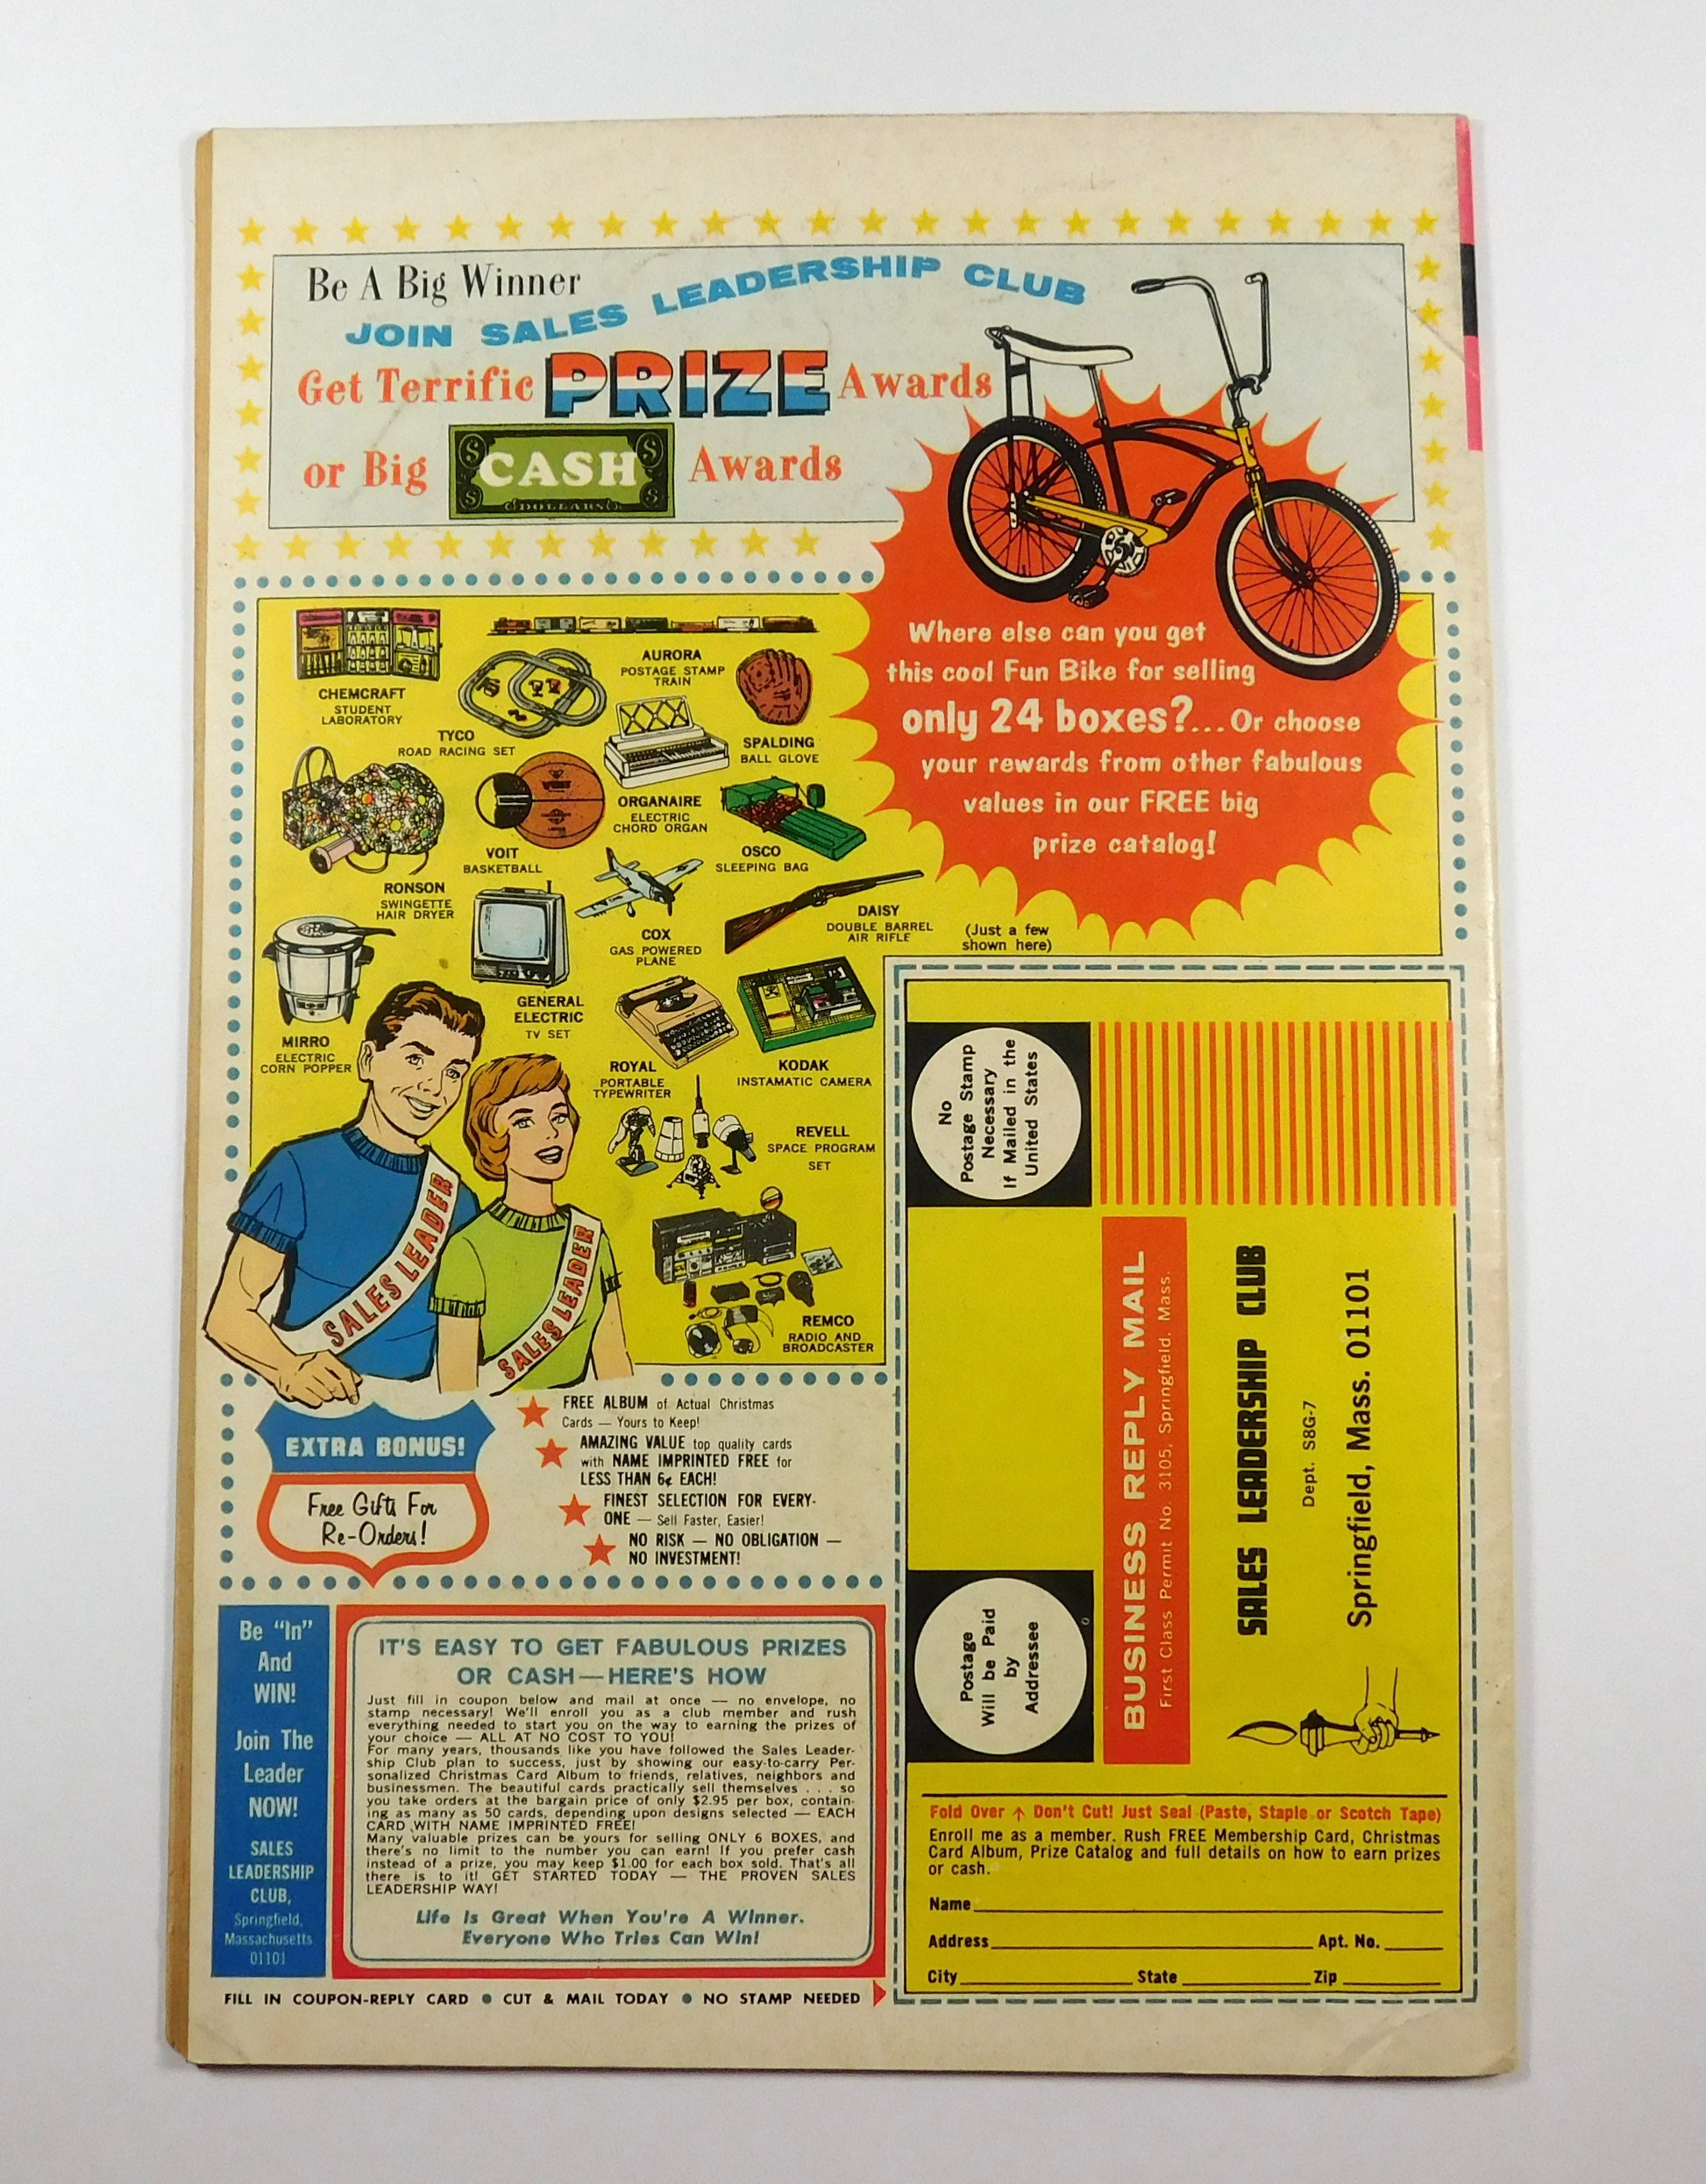 Be A Big Winner
JOIN SALES LEADERSHIP CLUB
Get Terrific PRIZE Awards
or Big CASH Awards
DOLLARS
Where else can you get
this cool Fun Bike for selling
only 24 boxes?...Or choose
your rewards from other fabulous
values in our FREE big
prize catalog!
CHEMCRAFT
STUDENT
LABORATORY
AURORA
POSTAGE STAMP
TRAIN
TYCO
ROAD RACING SET
SPALDING
BALL GLOVE
ORGANAIRE
ELECTRIC
CHORD ORGAN
VOIT
BASKETBALL
OSCO
SLEEPING BAG
RONSON
SWINGETTE
HAIR DRYER
COX
GAS POWERED
PLANE
DAISY
DOUBLE BARREL
AIR RIFLE
(Just a few
shown here)
GENERAL
ELECTRIC
TV SET
MIRRO
ELECTRIC
CORN POPPER
ROYAL
PORTABLE
TYPEWRITER
KODAK
INSTAMATIC CAMERA
REVELL
SPACE PROGRAM
SET
REMCO
RADIO AND
BROADCASTER
SALES LEADER
SALES LEADER
EXTRA BONUS!
Free Gifts For
Re-Orders!
FREE ALBUM of Actual Christmas
Cards — Yours to Keep!
AMAZING VALUE top quality cards
with NAME IMPRINTED FREE for
LESS THAN 6¢ EACH!
FINEST SELECTION FOR EVERY-
ONE — Sell Faster, Easier!
NO RISK — NO OBLIGATION —
NO INVESTMENT!
Be "In"
And
WIN!
Join The
Leader
NOW!
SALES
LEADERSHIP
CLUB,
Springfield,
Massachusetts
01101
IT'S EASY TO GET FABULOUS PRIZES
OR CASH—HERE'S HOW
Just fill in coupon below and mail at once — no envelope, no
stamp necessary! We'll enroll you as a club member and rush
everything needed to start you on the way to earning the prizes of
your choice — ALL AT NO COST TO YOU!
For many years, thousands like you have followed the Sales Leader-
ship Club plan to success, just by showing our easy-to-carry Per-
sonalized Christmas Card Album to friends, relatives, neighbors and
businessmen. The beautiful cards practically sell themselves . . . so
you take orders at the bargain price of only $2.95 per box, contain-
ing as many as 50 cards, depending upon designs selected — EACH
CARD WITH NAME IMPRINTED FREE!
Many valuable prizes can be yours for selling ONLY 6 BOXES, and
there's no limit to the number you can earn! If you prefer cash
instead of a prize, you may keep $1.00 for each box sold. That's all
there is to it! GET STARTED TODAY — THE PROVEN SALES
LEADERSHIP WAY!
Life Is Great When You're A Winner.
Everyone Who Tries Can Win!
FILL IN COUPON-REPLY CARD ● CUT & MAIL TODAY ● NO STAMP NEEDED
No
Postage Stamp
Necessary
If Mailed in the
United States
Postage
Will be Paid
by
Addressee
BUSINESS REPLY MAIL
First Class Permit No. 3105, Springfield, Mass.
SALES LEADERSHIP CLUB
Dept. S8G-7
Springfield, Mass. 01101
Fold Over ↑ Don't Cut! Just Seal (Paste, Staple or Scotch Tape)
Enroll me as a member. Rush FREE Membership Card, Christmas
Card Album, Prize Catalog and full details on how to earn prizes
or cash.
Name
Address Apt. No.
City State Zip